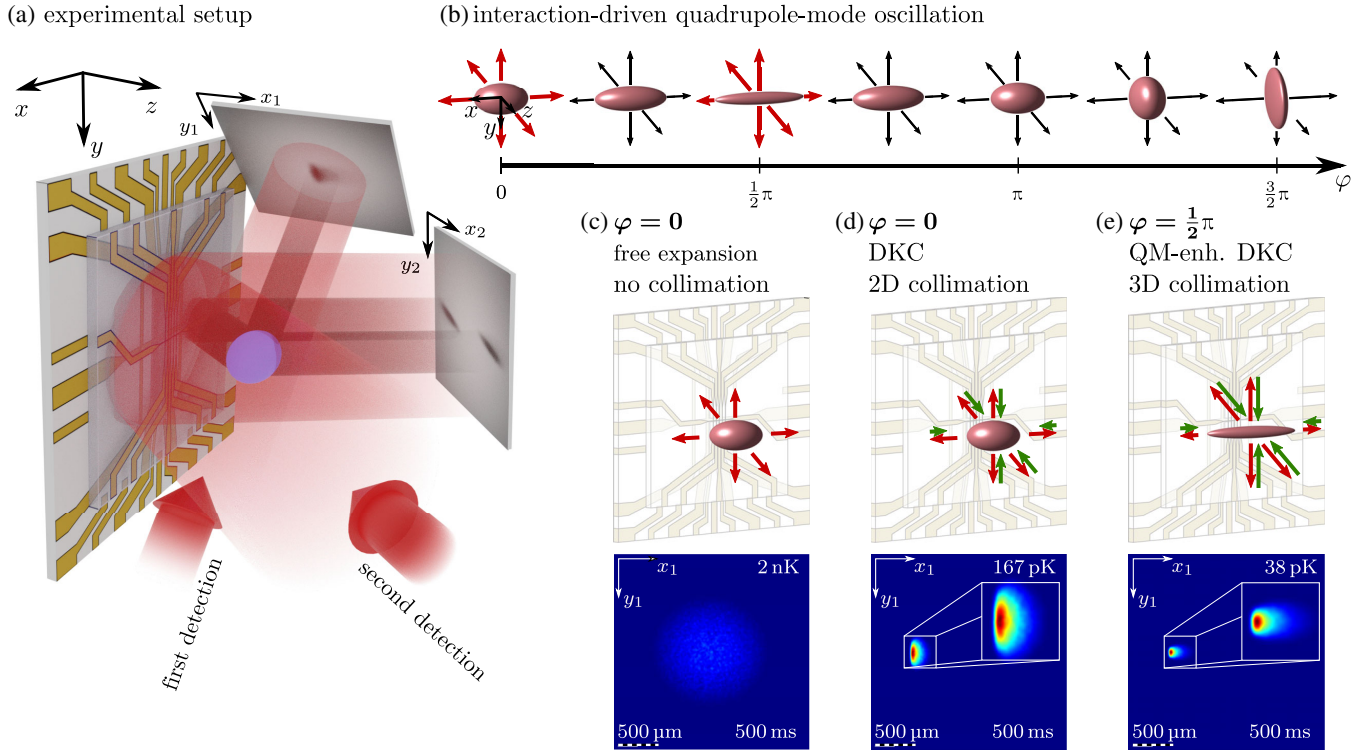 (a) experimental setup
(b) interaction-driven quadrupole-mode oscillation
x
z
y
x₁
y₁
x₂
y₂
first detection
second detection
x
z
y
0
½π
π
3/2π
φ
(c) φ = 0
free expansion
no collimation
(d) φ = 0
DKC
2D collimation
(e) φ = ½π
QM-enh. DKC
3D collimation
x₁
2 nK
y₁
500 µm
500 ms
x₁
167 pK
y₁
500 µm
500 ms
x₁
38 pK
y₁
500 µm
500 ms